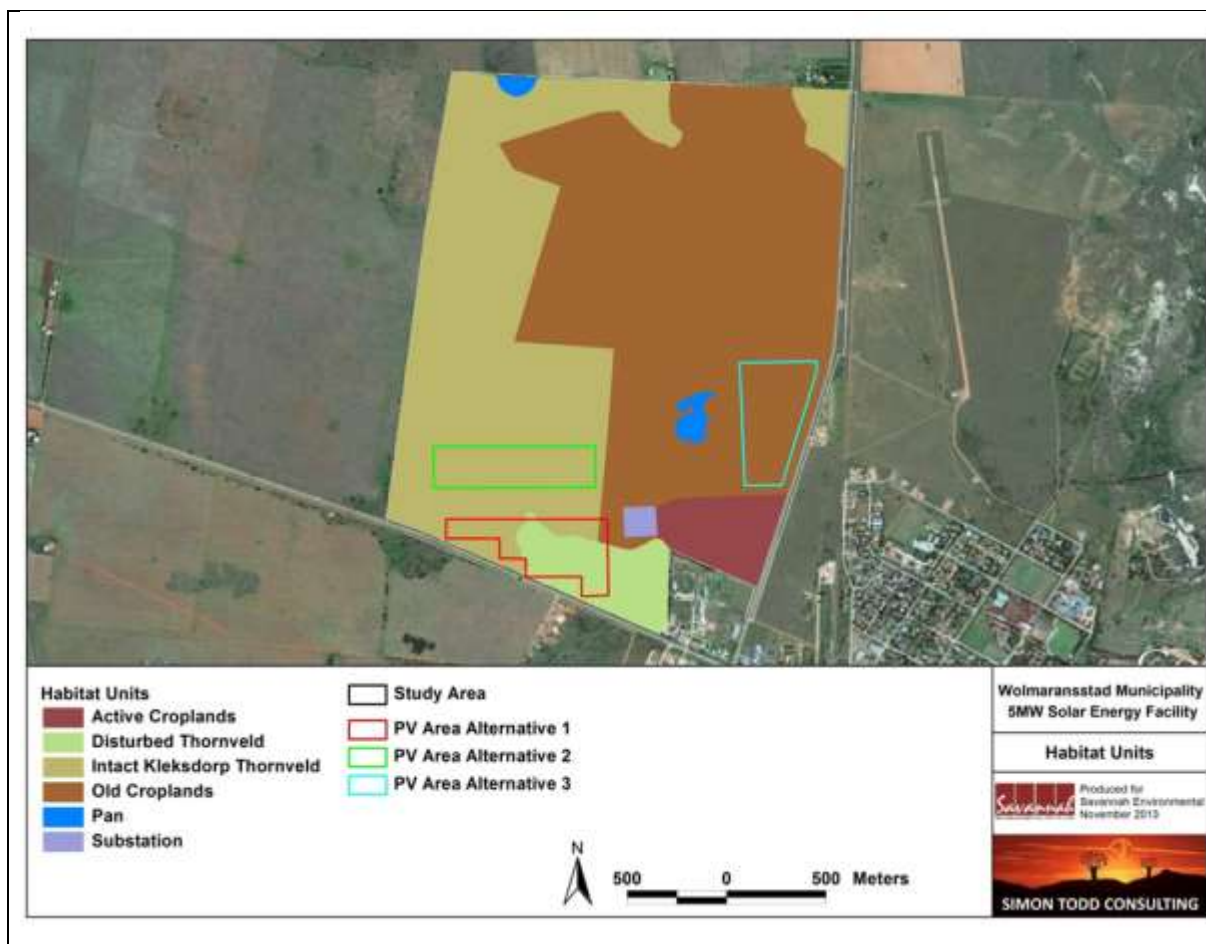 Habitat Units
Active Croplands
Disturbed Thornveld
Intact Kleksdorp Thornveld
Old Croplands
Pan
Substation
Study Area
PV Area Alternative 1
PV Area Alternative 2
PV Area Alternative 3
N
500 0 500 Meters
Wolmaransstad Municipality
5MW Solar Energy Facility
Habitat Units
Savannah
Produced for
Savannah Environmental
November 2013
SIMON TODD CONSULTING